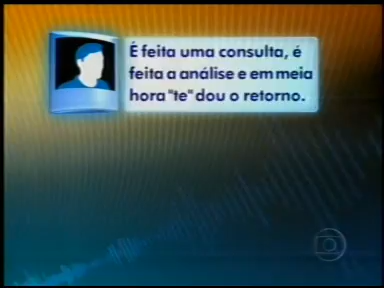 É feita uma consulta, é
feita a análise e em meia
hora "te" dou o retorno.